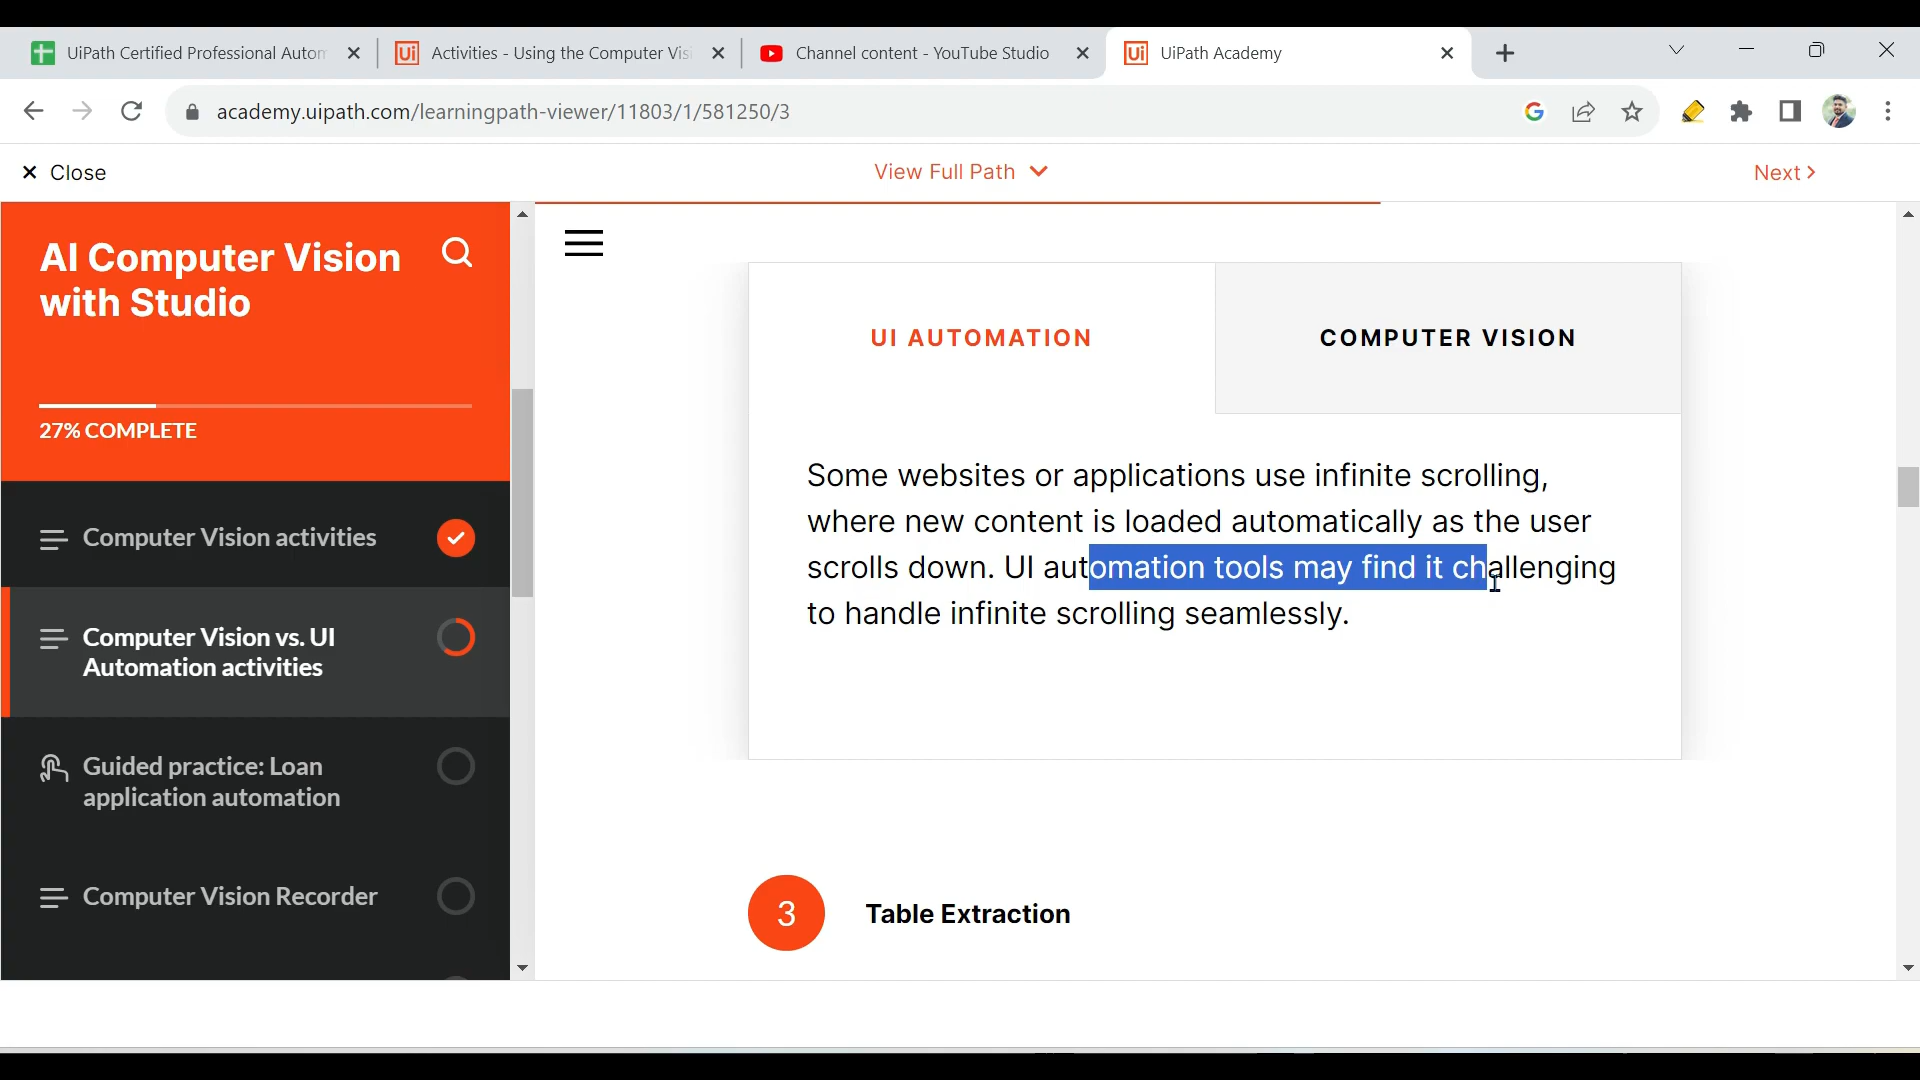 UiPath Certified Professional Autom
Activities - Using the Computer Vis
Channel content - YouTube Studio
UiPath Academy
academy.uipath.com/learningpath-viewer/11803/1/581250/3
Close
View Full Path
Next
AI Computer Vision
with Studio
27% COMPLETE
Computer Vision activities
Computer Vision vs. UI
Automation activities
Guided practice: Loan
application automation
Computer Vision Recorder
UI AUTOMATION
COMPUTER VISION
Some websites or applications use infinite scrolling,
where new content is loaded automatically as the user
scrolls down. UI automation tools may find it challenging
to handle infinite scrolling seamlessly.
3
Table Extraction